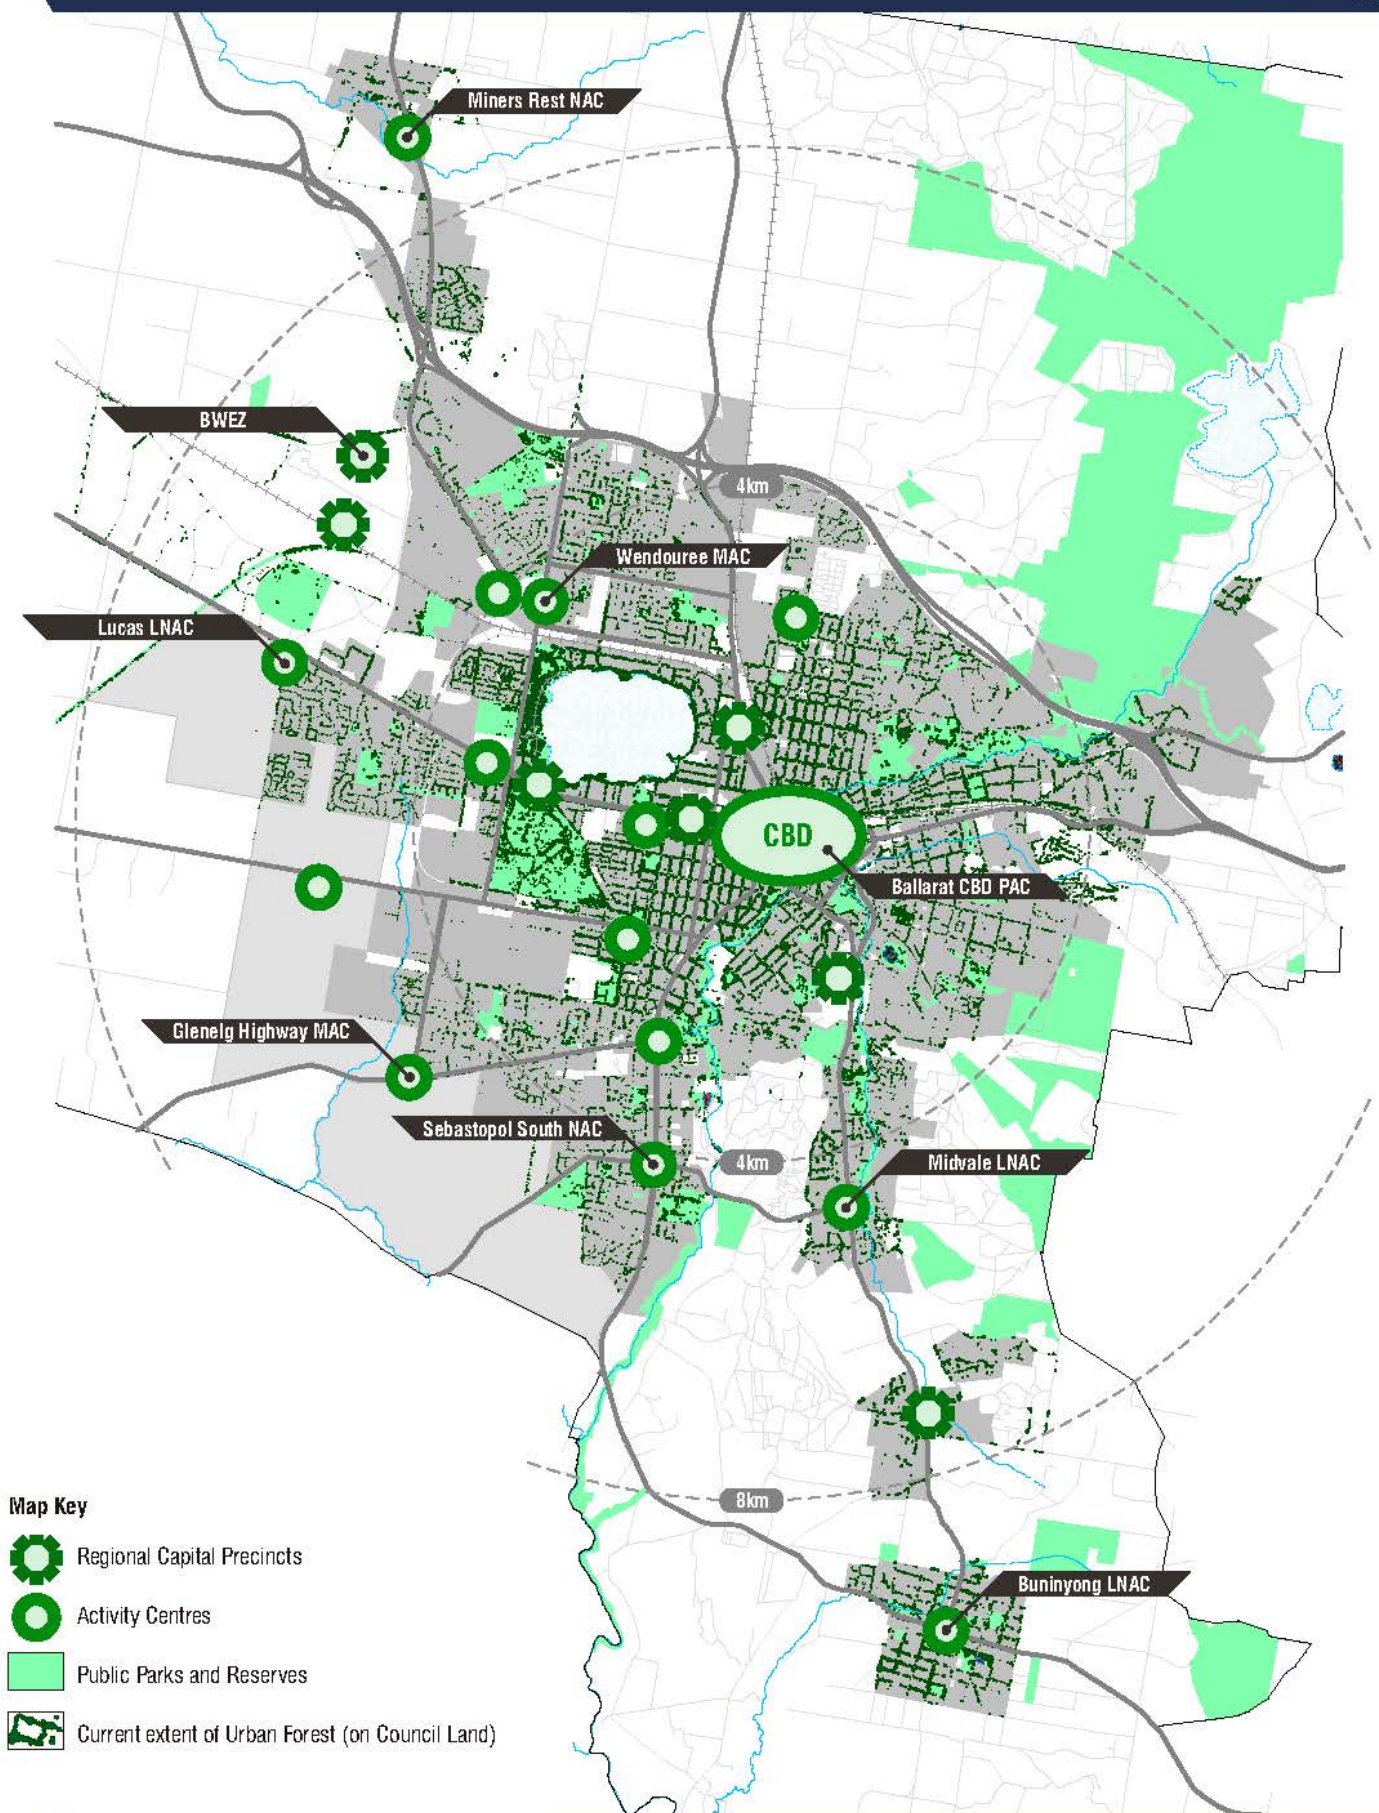 Miners Rest NAC
BWEZ
4km
Wendouree MAC
Lucas LNAC
CBD
Ballarat CBD PAC
Glenelg Highway MAC
Sebastopol South NAC
4km
Midvale LNAC
8km
Buninyong LNAC
Map Key
Regional Capital Precincts
Activity Centres
Public Parks and Reserves
Current extent of Urban Forest (on Council Land)